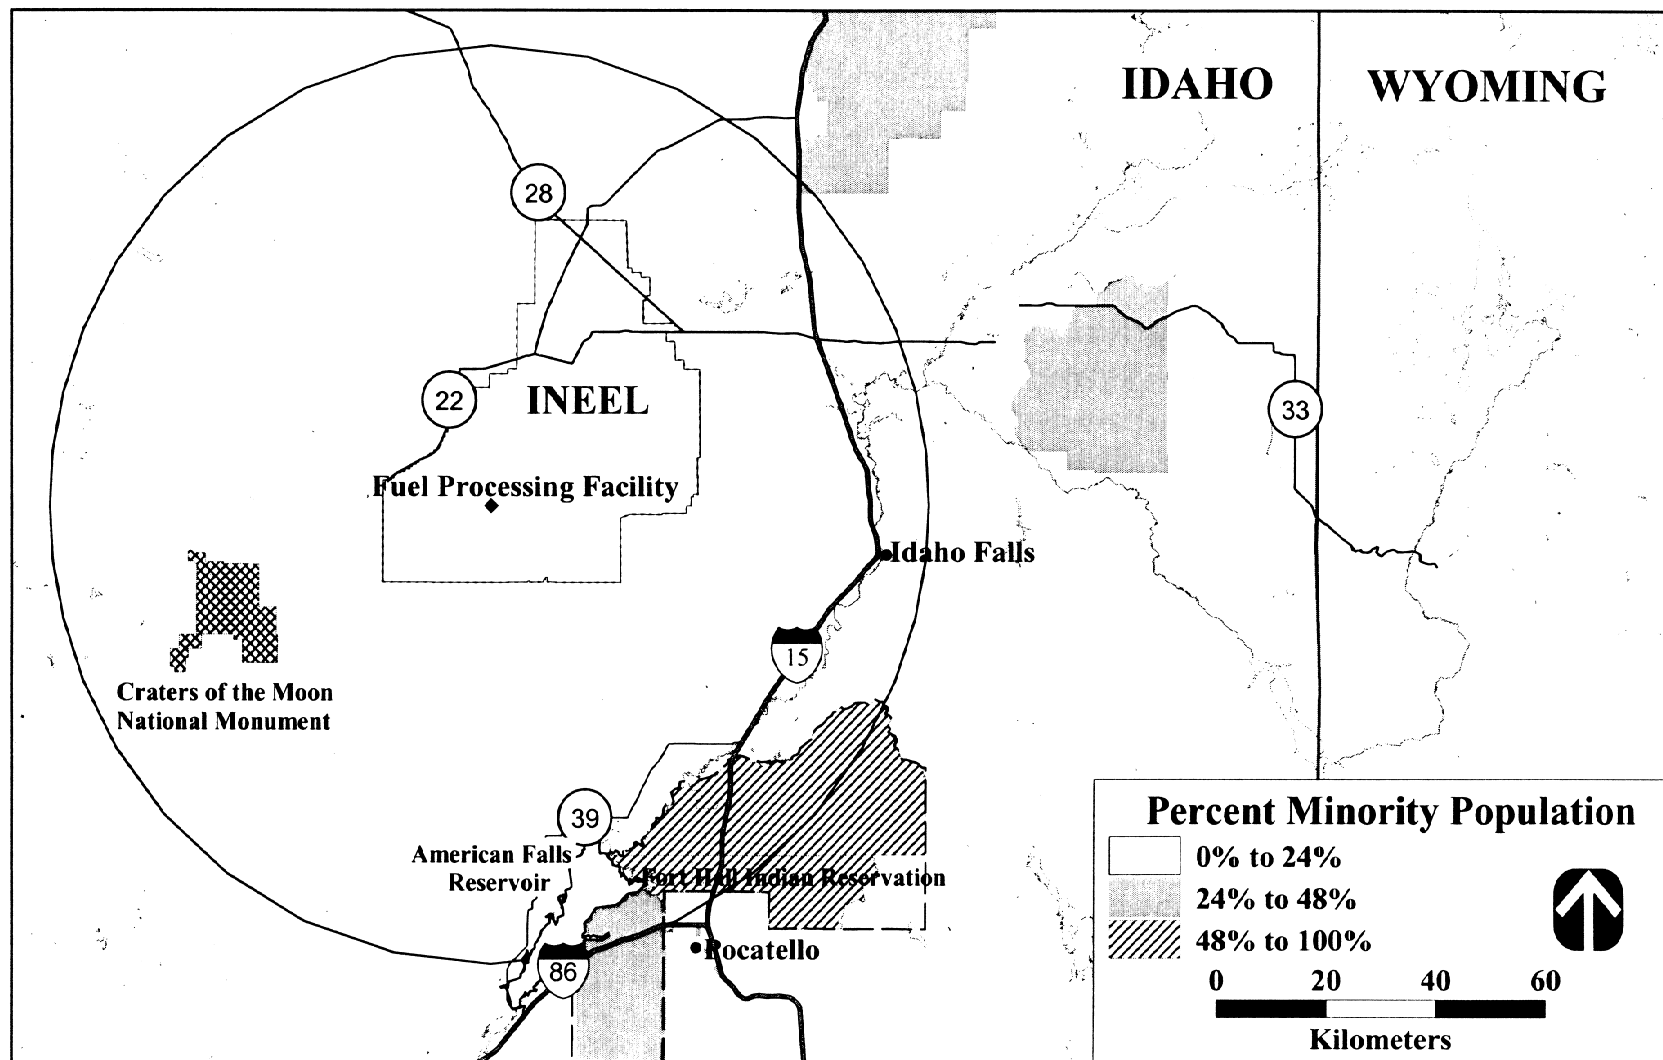 IDAHO
WYOMING
28
22
INEEL
33
Fuel Processing Facility
Idaho Falls
15
Craters of the Moon
National Monument
39
American Falls
Reservoir
Fort Hall Indian Reservation
Pocatello
86
Percent Minority Population
0% to 24%
24% to 48%
48% to 100%
0 20 40 60
Kilometers